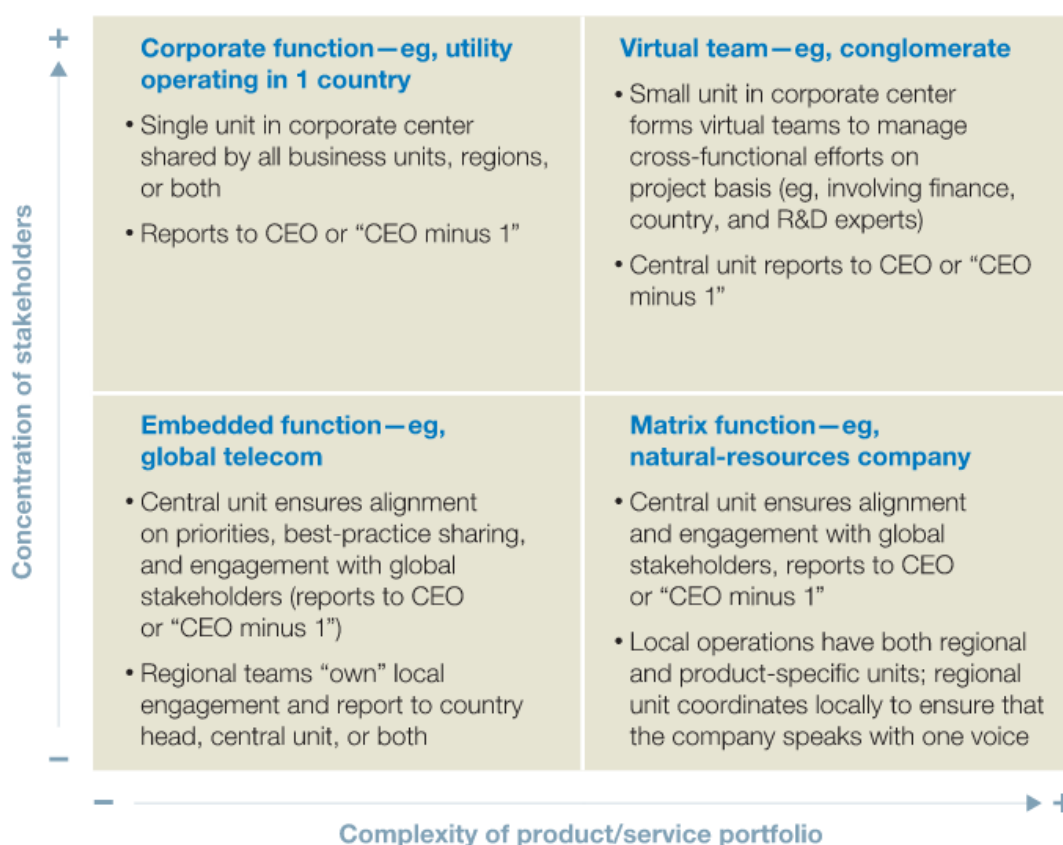 +
Concentration of stakeholders
−
Corporate function—eg, utility
operating in 1 country
• Single unit in corporate center
shared by all business units, regions,
or both
• Reports to CEO or “CEO minus 1”
Virtual team—eg, conglomerate
• Small unit in corporate center
forms virtual teams to manage
cross-functional efforts on
project basis (eg, involving finance,
country, and R&D experts)
• Central unit reports to CEO or “CEO
minus 1”
Embedded function—eg,
global telecom
• Central unit ensures alignment
on priorities, best-practice sharing,
and engagement with global
stakeholders (reports to CEO
or “CEO minus 1”)
• Regional teams “own” local
engagement and report to country
head, central unit, or both
Matrix function—eg,
natural-resources company
• Central unit ensures alignment
and engagement with global
stakeholders, reports to CEO
or “CEO minus 1”
• Local operations have both regional
and product-specific units; regional
unit coordinates locally to ensure that
the company speaks with one voice
− +
Complexity of product/service portfolio